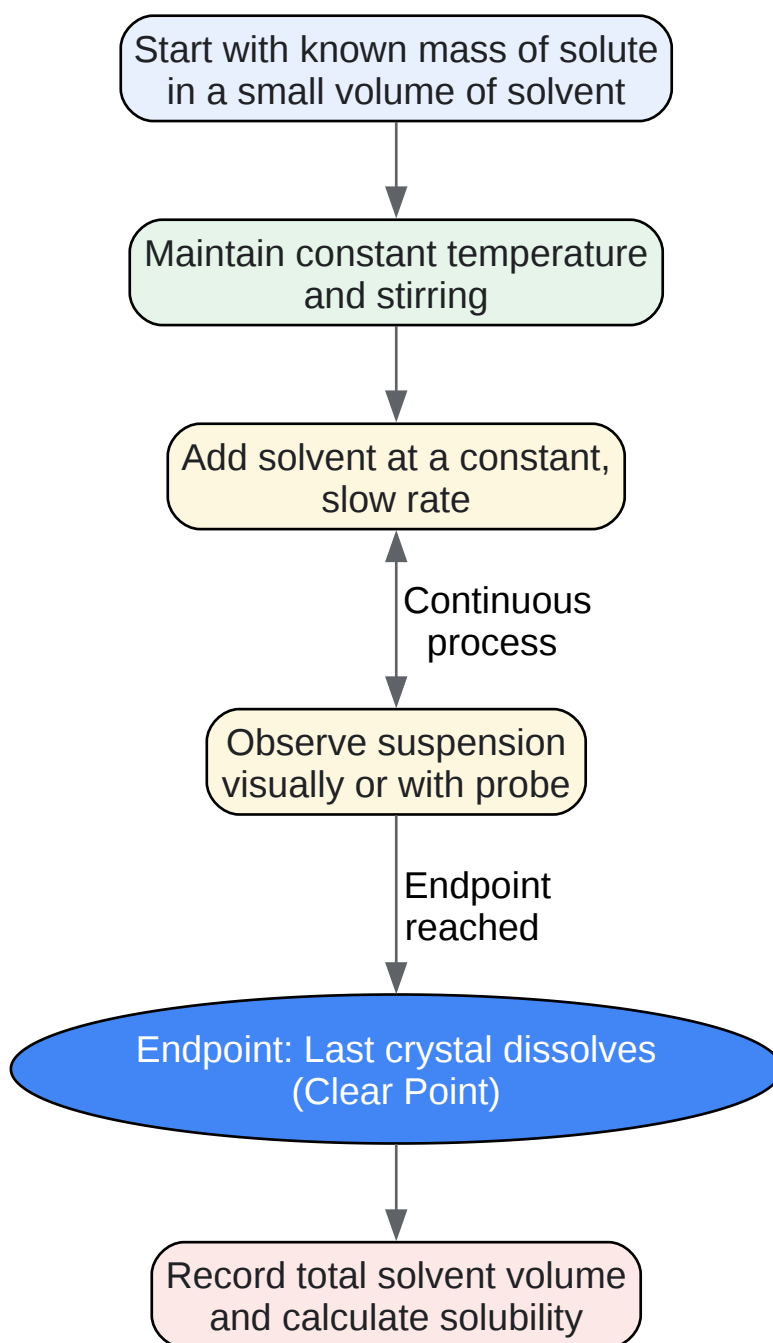 Start with known mass of solute
in a small volume of solvent
Maintain constant temperature
and stirring
Add solvent at a constant,
slow rate
Continuous
process
Observe suspension
visually or with probe
Endpoint
reached
Endpoint: Last crystal dissolves
(Clear Point)
Record total solvent volume
and calculate solubility